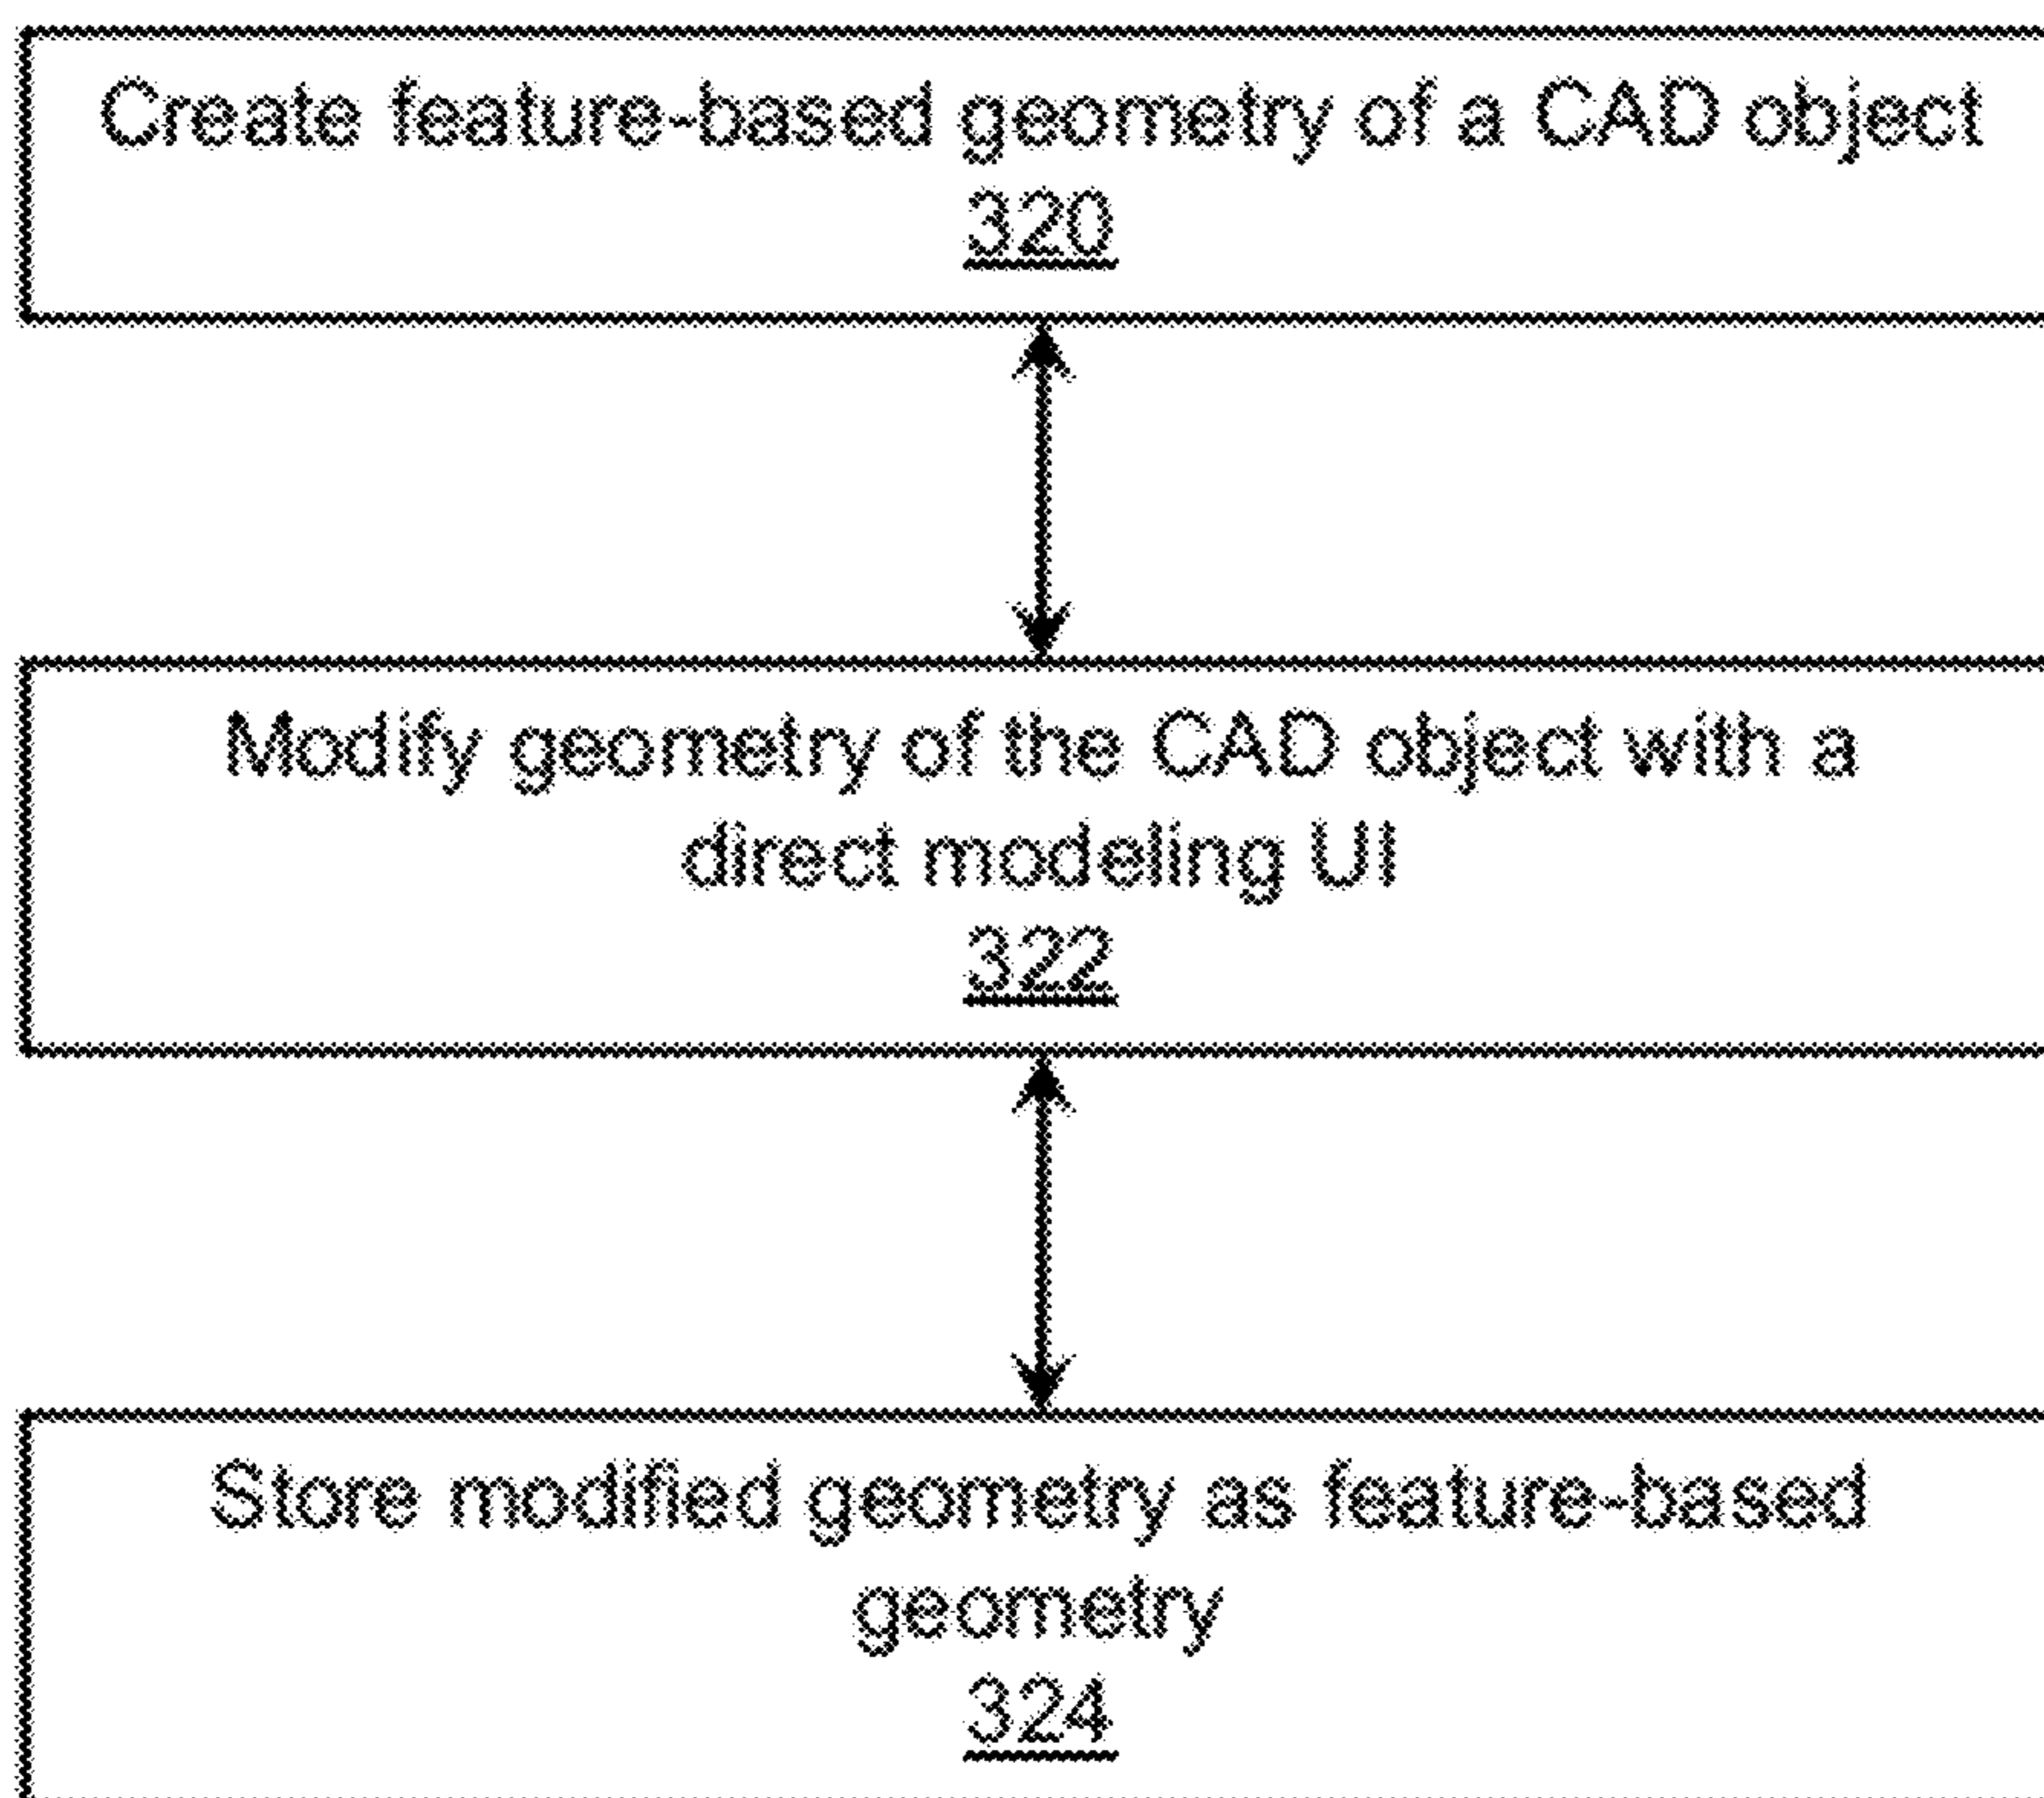 Create feature-based geometry of a CAD object
320
Modify geometry of the CAD object with a
direct modeling UI
322
Store modified geometry as feature-based
geometry
324